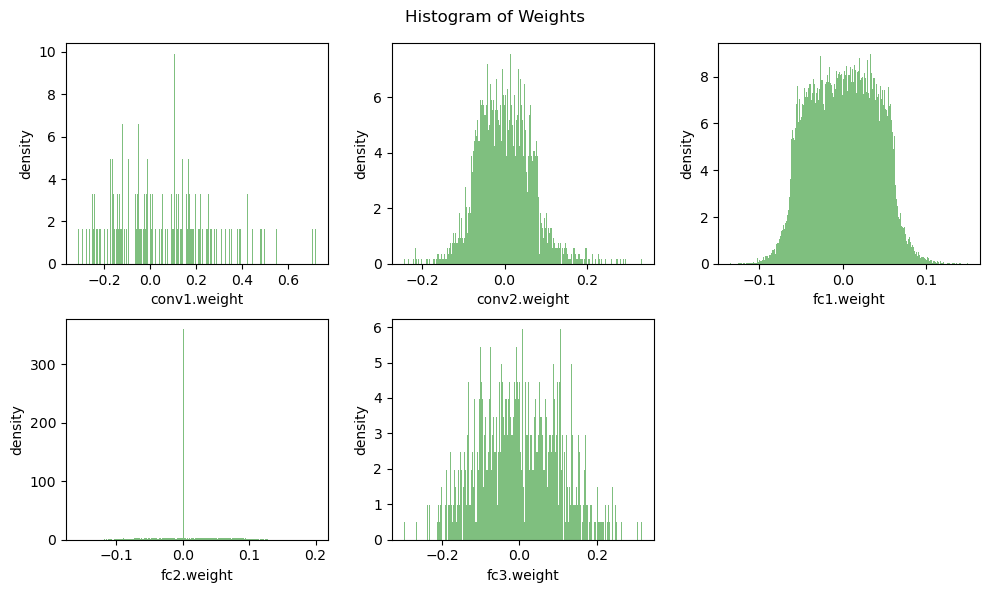 Histogram of Weights
density
10
8
6
4
2
0
−0.2 0.0 0.2 0.4 0.6
conv1.weight
density
6
4
2
0
−0.2 0.0 0.2
conv2.weight
density
8
6
4
2
0
−0.1 0.0 0.1
fc1.weight
density
300
200
100
0
−0.1 0.0 0.1 0.2
fc2.weight
density
6
5
4
3
2
1
0
−0.2 0.0 0.2
fc3.weight